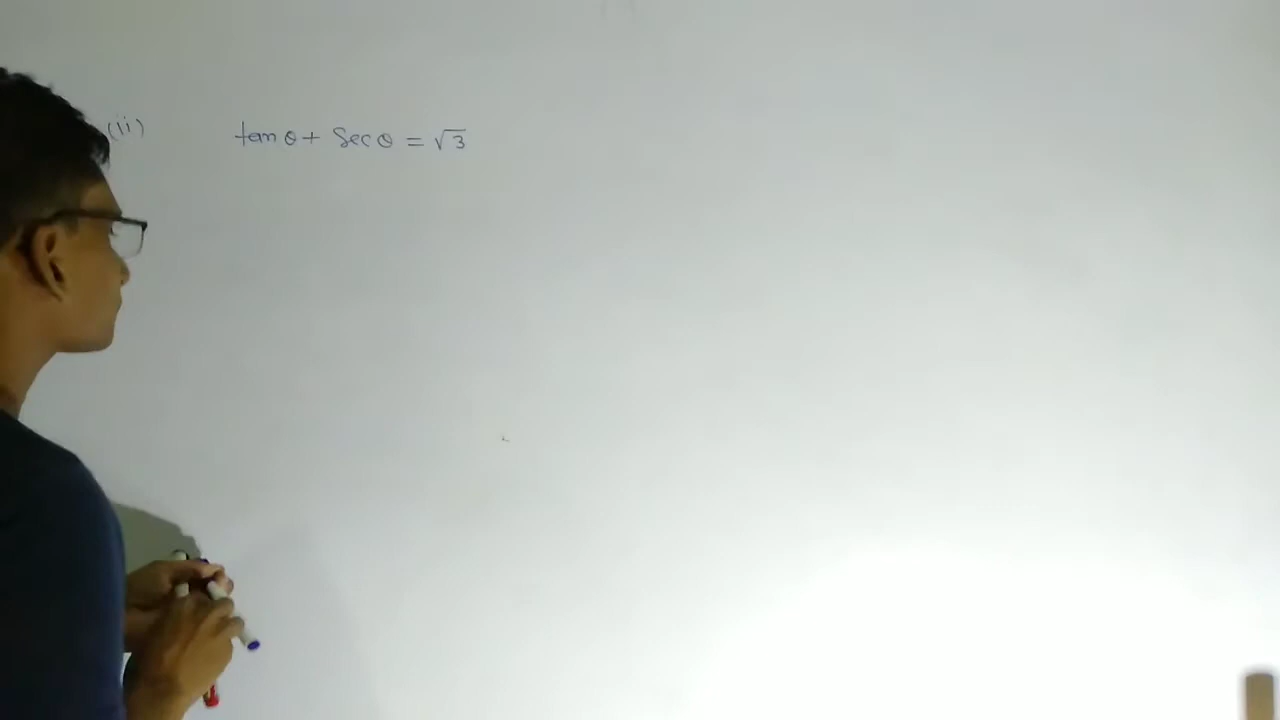 (ii) tan θ + Sec θ = √3